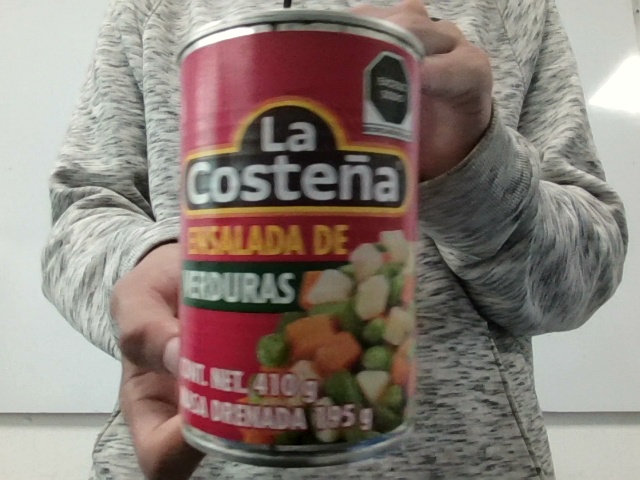 La
Costeña
ENSALADA DE
VERDURAS
CONT. NET. 410 g
MASA DRENADA 195 g